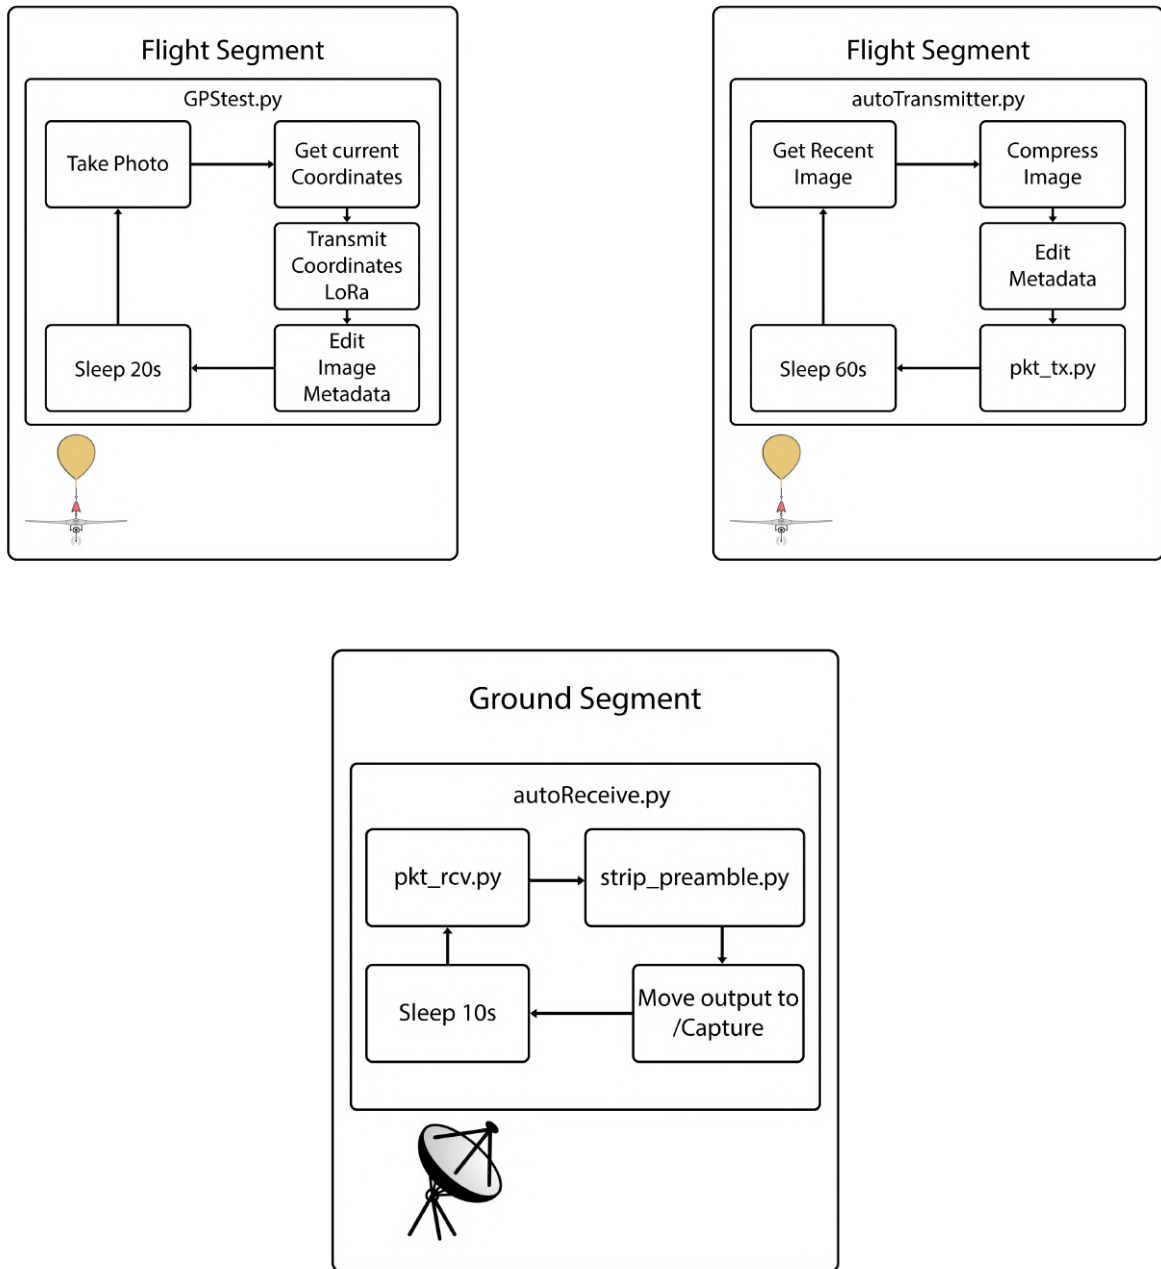 Flight Segment
GPStest.py
Take Photo
Get current
Coordinates
Transmit
Coordinates
LoRa
Edit
Image
Metadata
Sleep 20s
Flight Segment
autoTransmitter.py
Get Recent
Image
Compress
Image
Edit
Metadata
pkt_tx.py
Sleep 60s
Ground Segment
autoReceive.py
pkt_rcv.py
strip_preamble.py
Move output to
/Capture
Sleep 10s